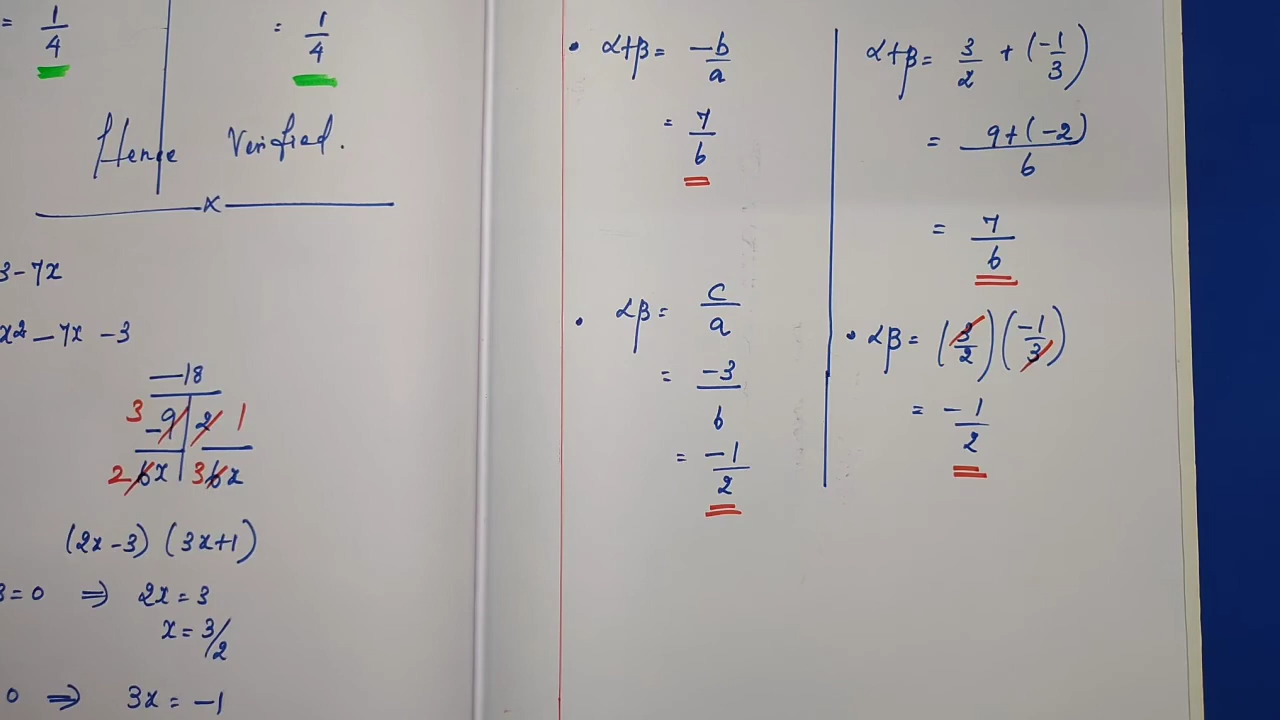 = 1/4 = 1/4
Hence Verified.
x
3 - 7x
x2 - 7x - 3
-18
3 -9 2 1
2 6x 3 6x
(2x-3) (3x+1)
3 = 0 ⇒ 2x = 3
x = 3/2
0 ⇒ 3x = -1
• α+β = -b/a
= 7/6
• αβ = c/a
= -3/6
= -1/2
α+β = 3/2 + (-1/3)
= 9+(-2)/6
= 7/6
• αβ = (3/2)(-1/3)
= -1/2